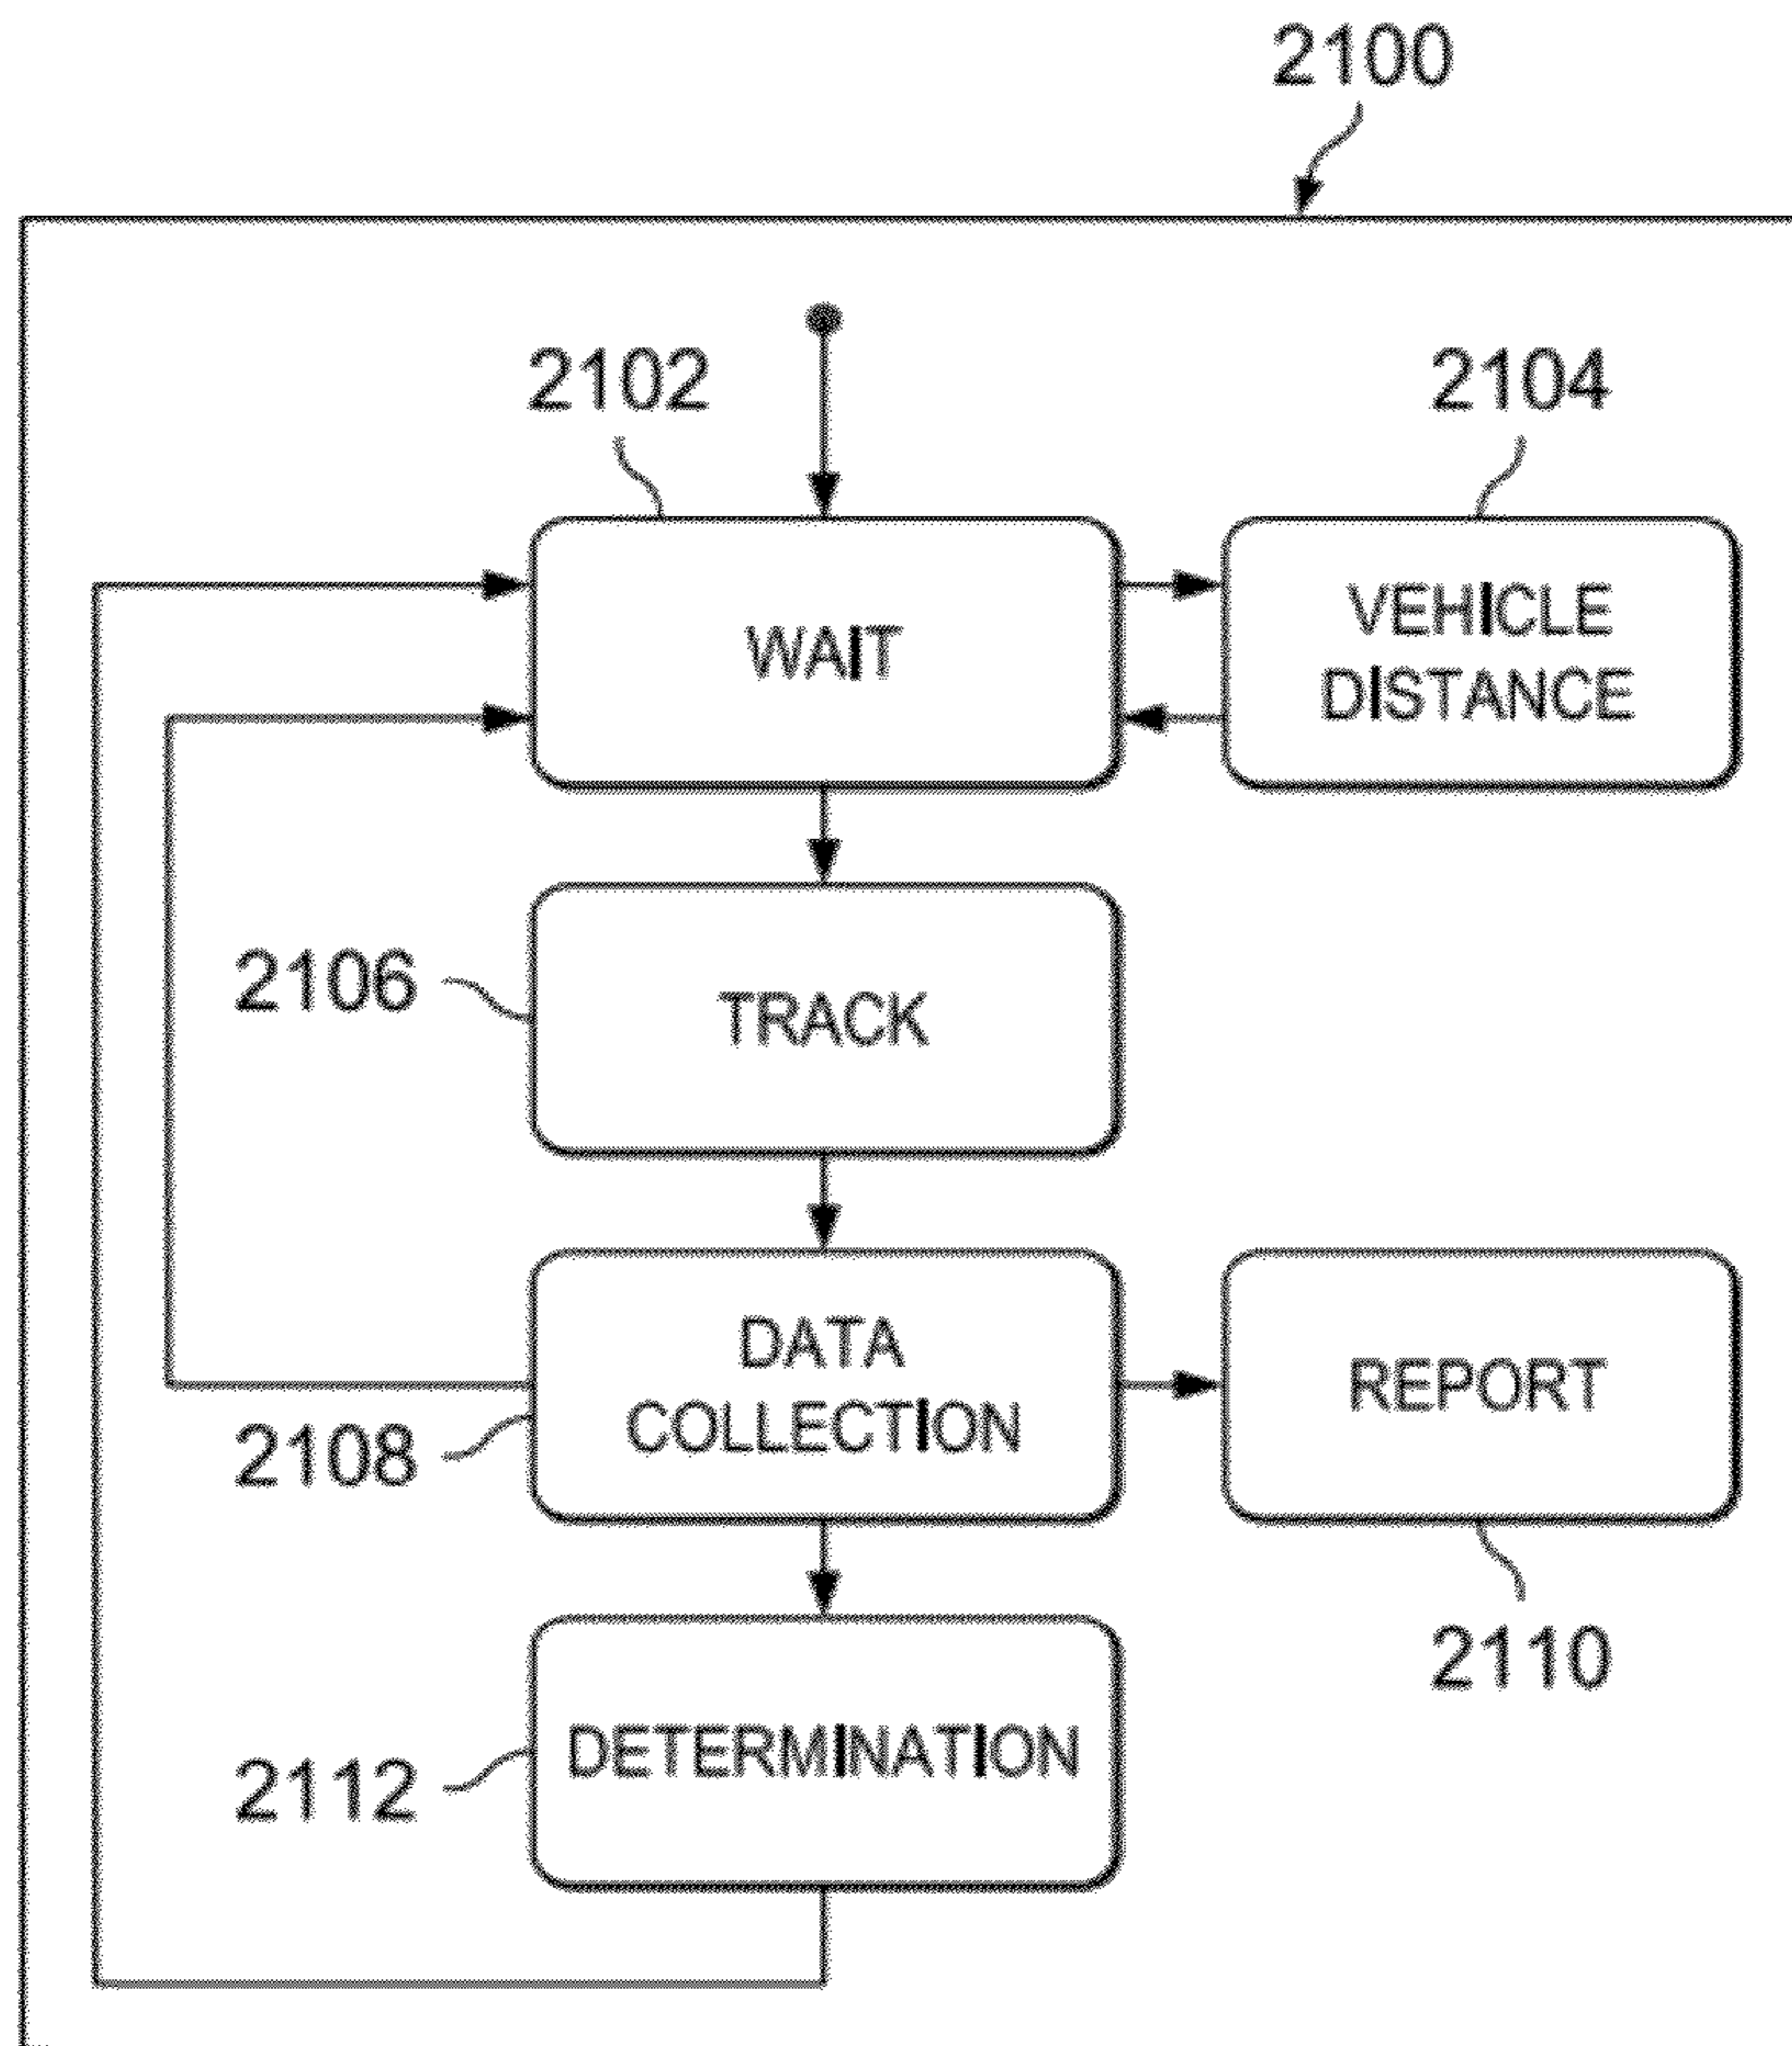 2100
2102
2104
WAIT
VEHICLE
DISTANCE
2106
TRACK
DATA
COLLECTION
REPORT
2108
2110
DETERMINATION
2112